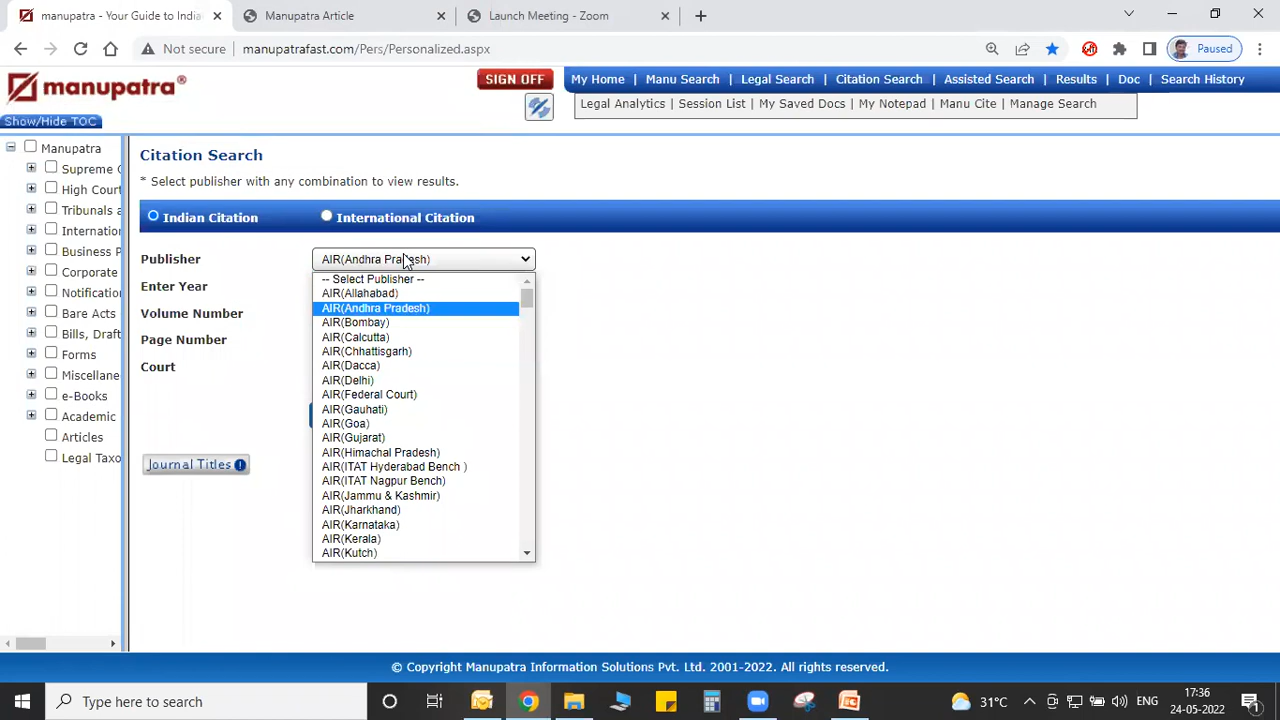 manupatra - Your Guide to India
Manupatra Article
Launch Meeting - Zoom
Not secure
manupatrafast.com/Pers/Personalized.aspx
Paused
manupatra®
SIGN OFF
My Home
Manu Search
Legal Search
Citation Search
Assisted Search
Results
Doc
Search History
Legal Analytics
Session List
My Saved Docs
My Notepad
Manu Cite
Manage Search
Show/Hide TOC
Manupatra
Supreme C
High Court
Tribunals a
Internation
Business P
Corporate
Notification
Bare Acts
Bills, Draft
Forms
Miscellane
e-Books
Academic
Articles
Legal Taxo
Citation Search
* Select publisher with any combination to view results.
Indian Citation
International Citation
Publisher
AIR(Andhra Pradesh)
Enter Year
Volume Number
Page Number
Court
Journal Titles
-- Select Publisher --
AIR(Allahabad)
AIR(Andhra Pradesh)
AIR(Bombay)
AIR(Calcutta)
AIR(Chhattisgarh)
AIR(Dacca)
AIR(Delhi)
AIR(Federal Court)
AIR(Gauhati)
AIR(Goa)
AIR(Gujarat)
AIR(Himachal Pradesh)
AIR(ITAT Hyderabad Bench )
AIR(ITAT Nagpur Bench)
AIR(Jammu & Kashmir)
AIR(Jharkhand)
AIR(Karnataka)
AIR(Kerala)
AIR(Kutch)
© Copyright Manupatra Information Solutions Pvt. Ltd. 2001-2022. All rights reserved.
Type here to search
31°C
ENG
17:36
24-05-2022
1